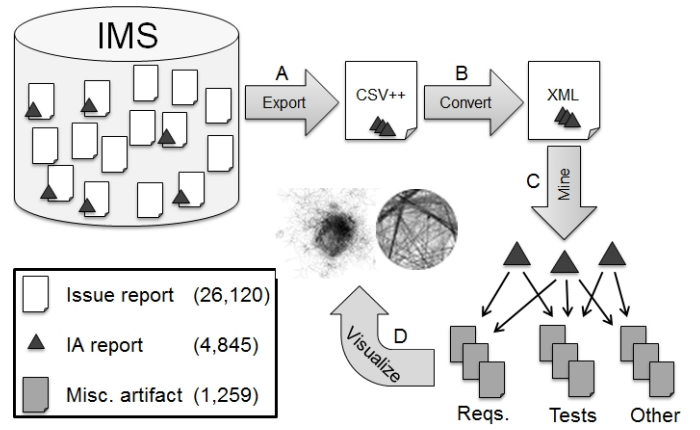 IMS
A
Export
CSV++
B
Convert
XML
C
Mine
D
Visualize
Issue report (26,120)
IA report (4,845)
Misc. artifact (1,259)
Reqs.
Tests
Other